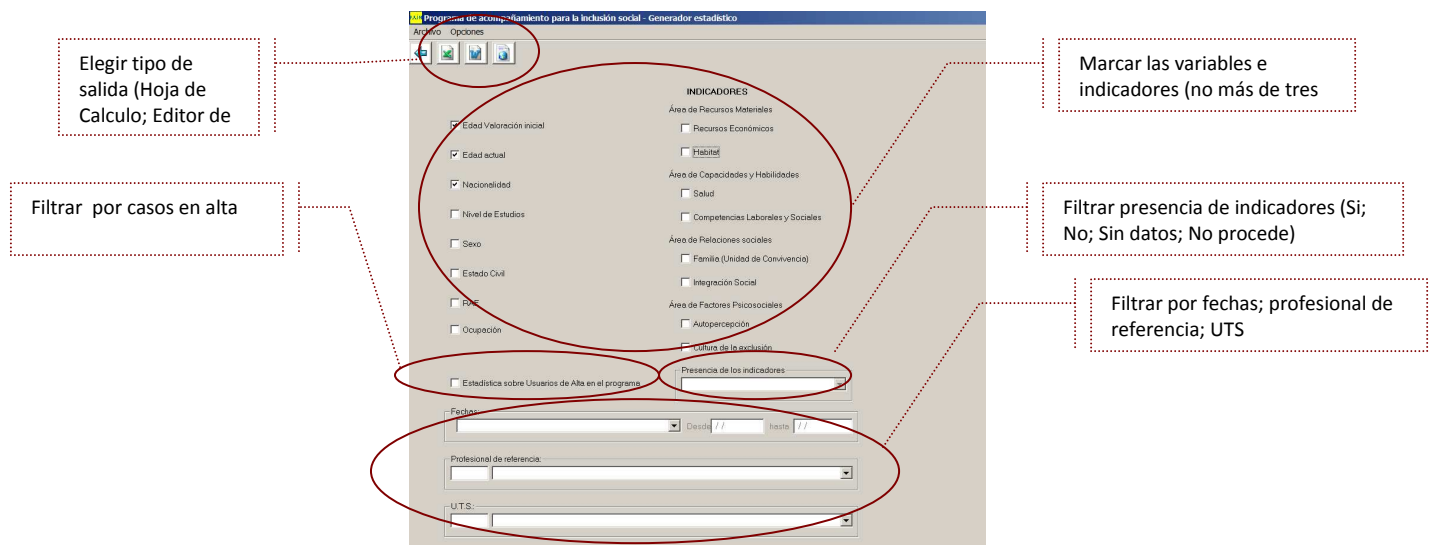 Programa de acompañamiento para la inclusión social - Generador estadístico
Archivo Opciones
Elegir tipo de
salida (Hoja de
Calculo; Editor de
Marcar las variables e
indicadores (no más de tres
Filtrar por casos en alta
Filtrar presencia de indicadores (Si;
No; Sin datos; No procede)
Filtrar por fechas; profesional de
referencia; UTS
Edad Valoración inicial
Edad actual
Nacionalidad
Nivel de Estudios
Sexo
Estado Civil
Ocupación
INDICADORES
Área de Recursos Materiales
Recursos Económicos
Habitat
Área de Capacidades y Habilidades
Salud
Competencias Laborales y Sociales
Área de Relaciones sociales
Familia (Unidad de Convivencia)
Integración Social
Área de Factores Psicosociales
Autopercepción
Cultura de la exclusión
Estadística sobre Usuarios de Alta en el programa
Presencia de los indicadores
Fechas:
Desde / / hasta / /
Profesional de referencia:
U.T.S.: